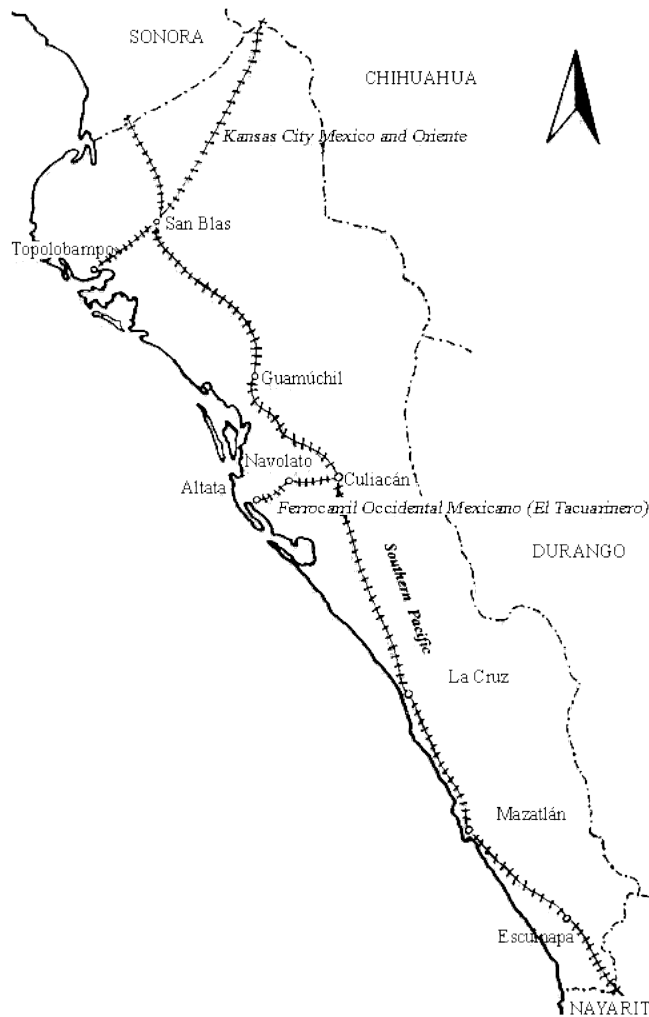 SONORA
CHIHUAHUA
Kansas City Mexico and Oriente
San Blas
Topolobampo
Guamúchil
Navolato
Culiacán
Altata
Ferrocarril Occidental Mexicano (El Tacuarinero)
DURANGO
Southern Pacific
La Cruz
Mazatlán
Escuinapa
NAYARIT